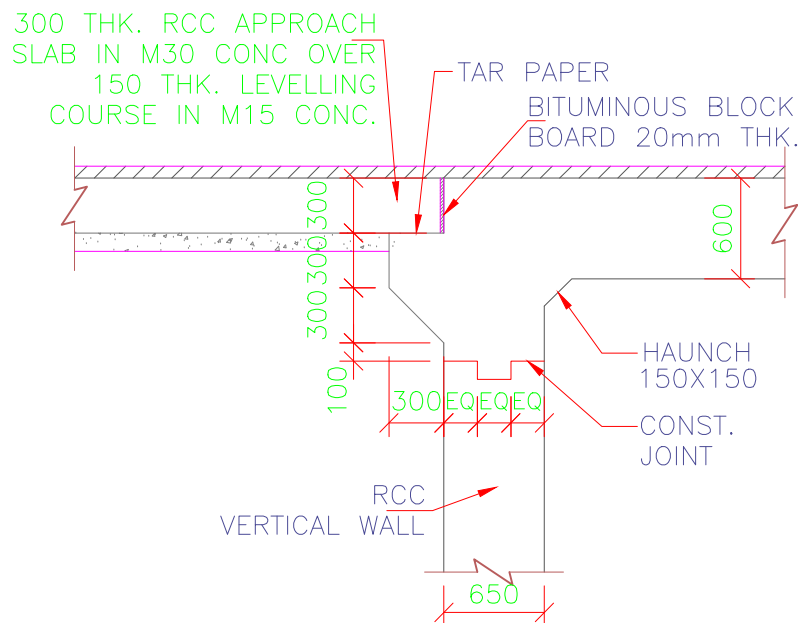 300 THK. RCC APPROACH
SLAB IN M30 CONC OVER
150 THK. LEVELLING
COURSE IN M15 CONC.
TAR PAPER
BITUMINOUS BLOCK
BOARD 20mm THK.
300
600
300
300
HAUNCH
150X150
100
300 EQ EQ EQ
CONST.
JOINT
RCC
VERTICAL WALL
650